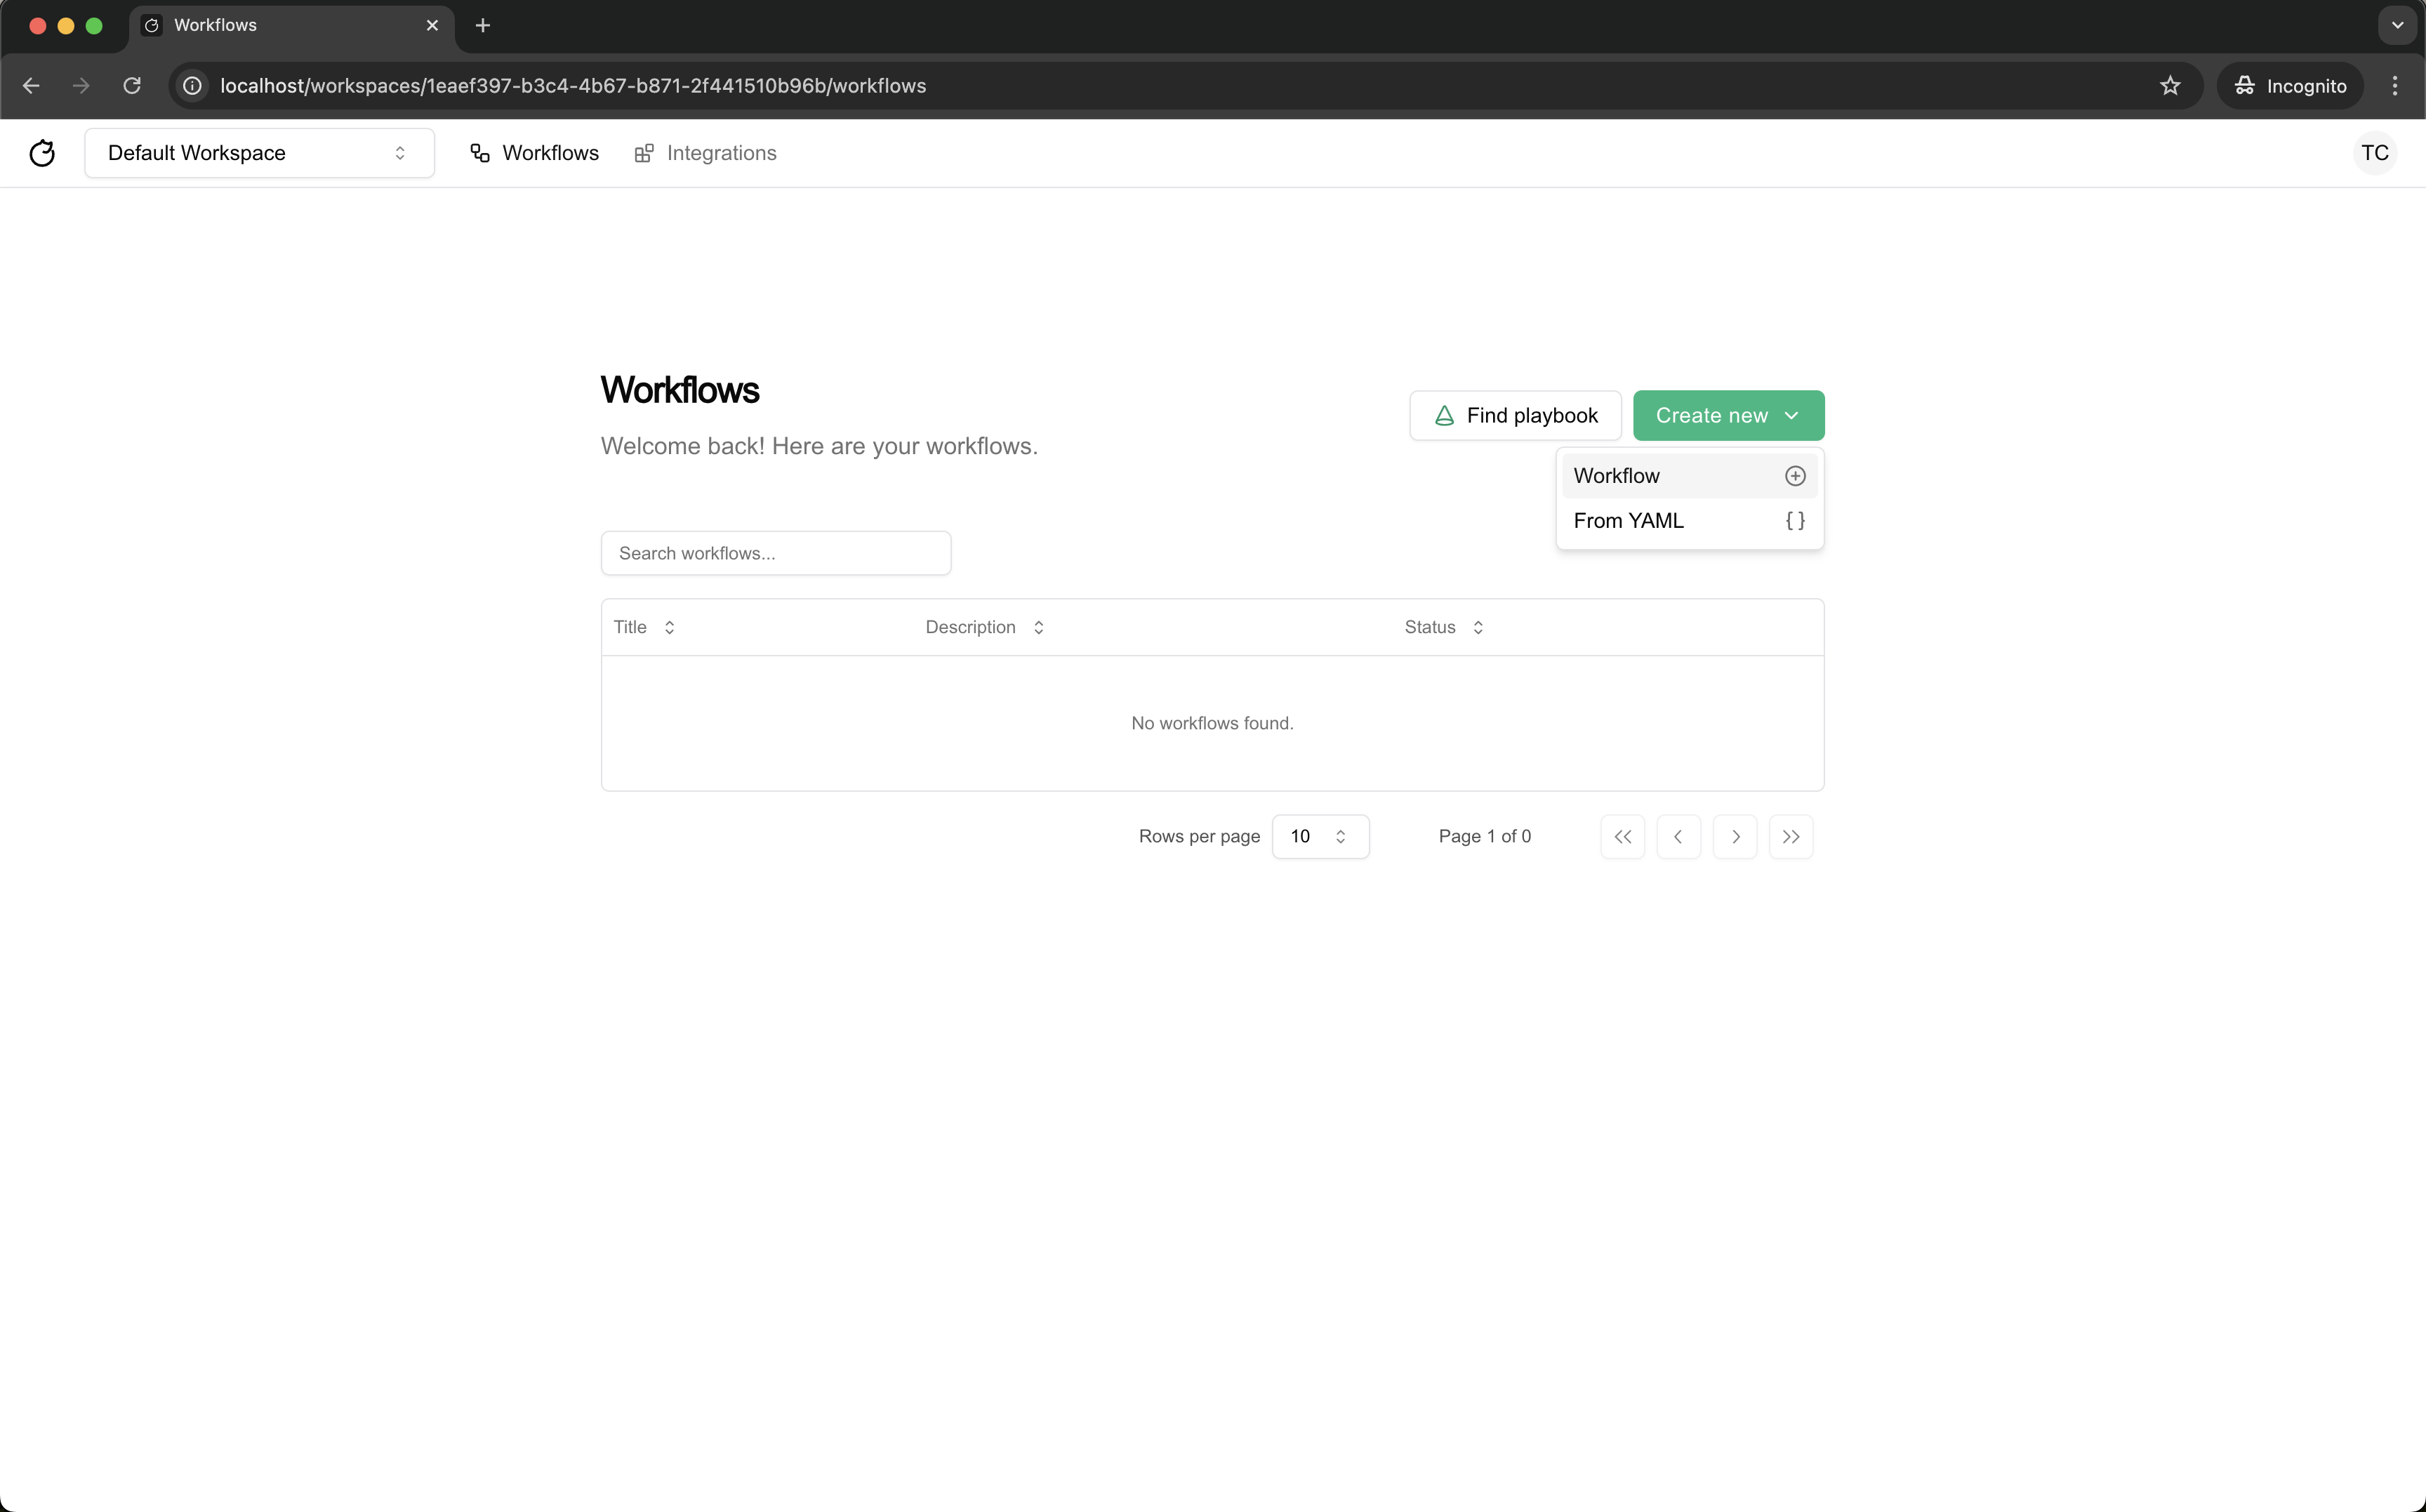 Workflows
localhost/workspaces/1eaef397-b3c4-4b67-b871-2f441510b96b/workflows
Incognito
Default Workspace
Workflows
Integrations
TC
Workflows
Welcome back! Here are your workflows.
Find playbook
Create new
Workflow
From YAML
Search workflows...
Title
Description
Status
No workflows found.
Rows per page
10
Page 1 of 0